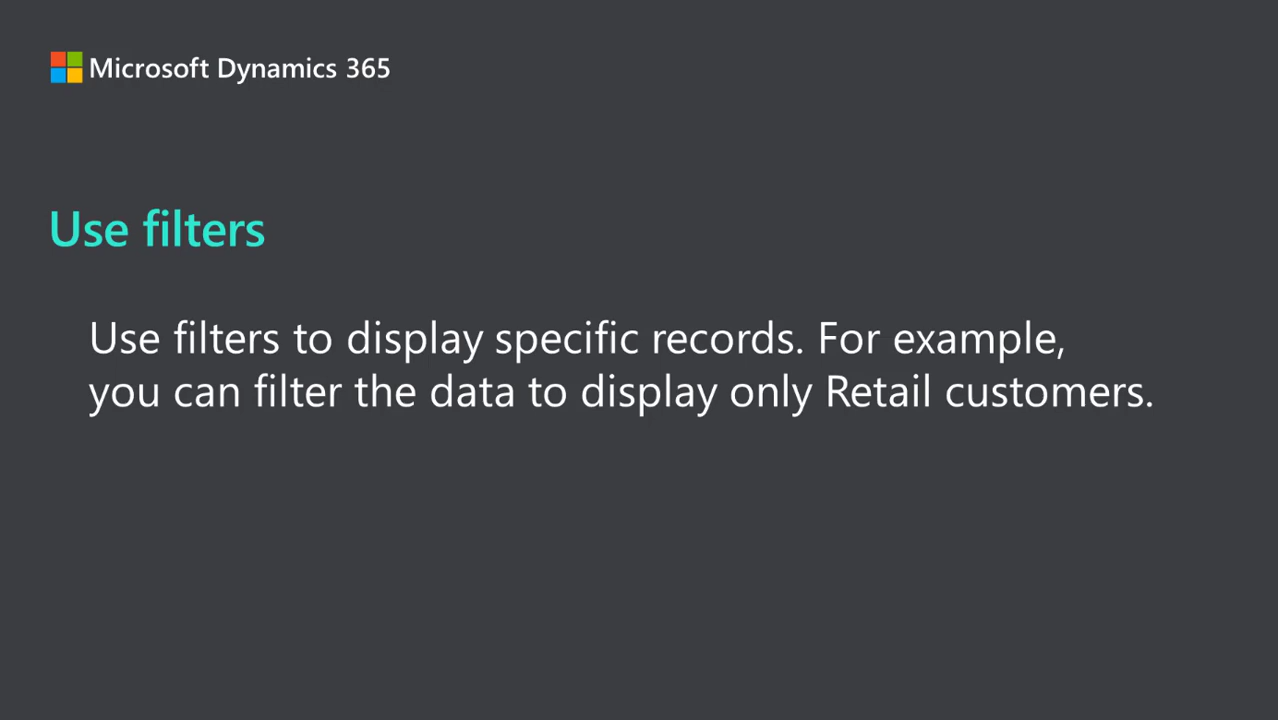 Microsoft Dynamics 365
Use filters
Use filters to display specific records. For example,
you can filter the data to display only Retail customers.